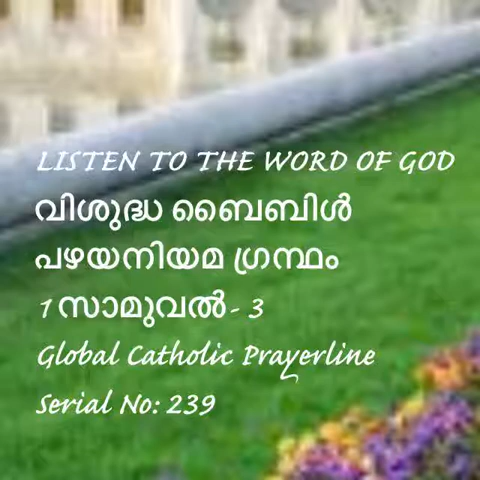 LISTEN TO THE WORD OF GOD
വിശുദ്ധ ബൈബിൾ
പഴയനിയമ ഗ്രന്ഥം
1 സാമുവൽ - 3
Global Catholic Prayerline
Serial No: 239